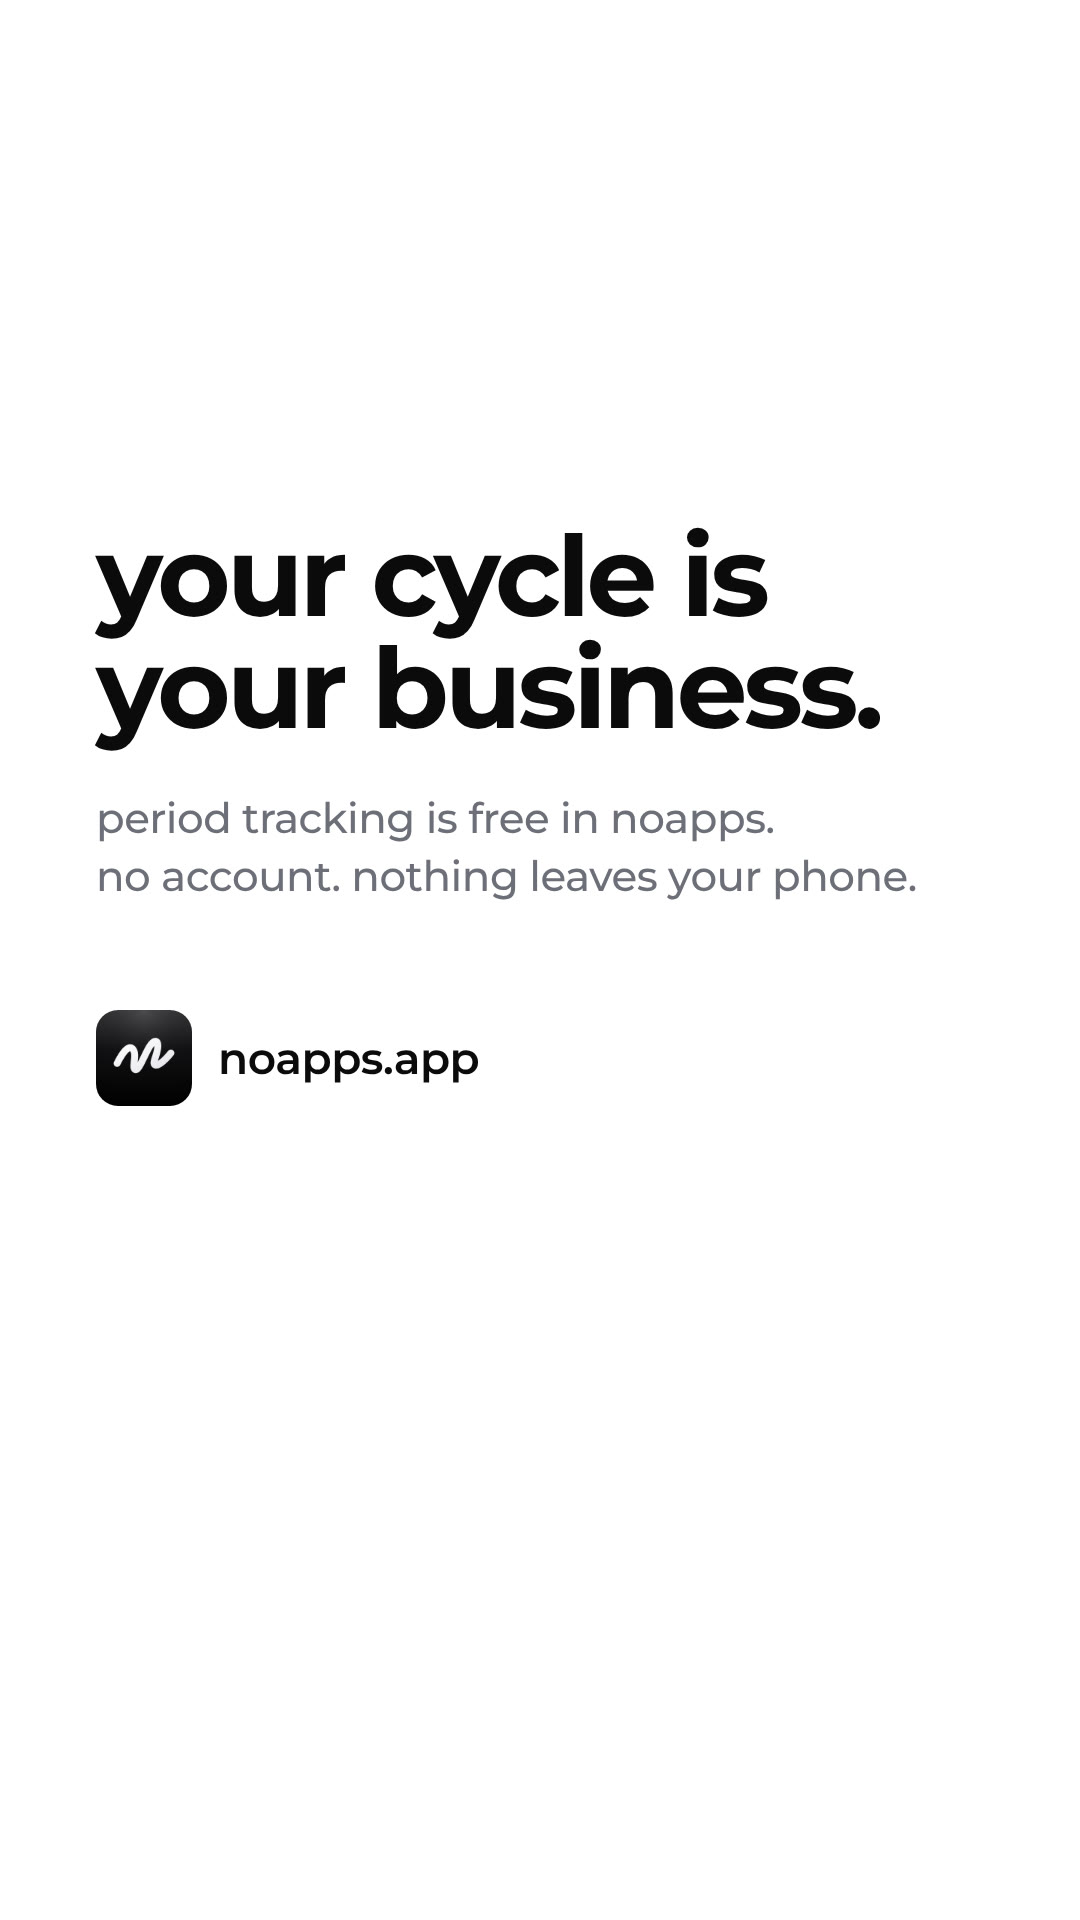 your cycle is
your business.
period tracking is free in noapps.
no account. nothing leaves your phone.
noapps.app